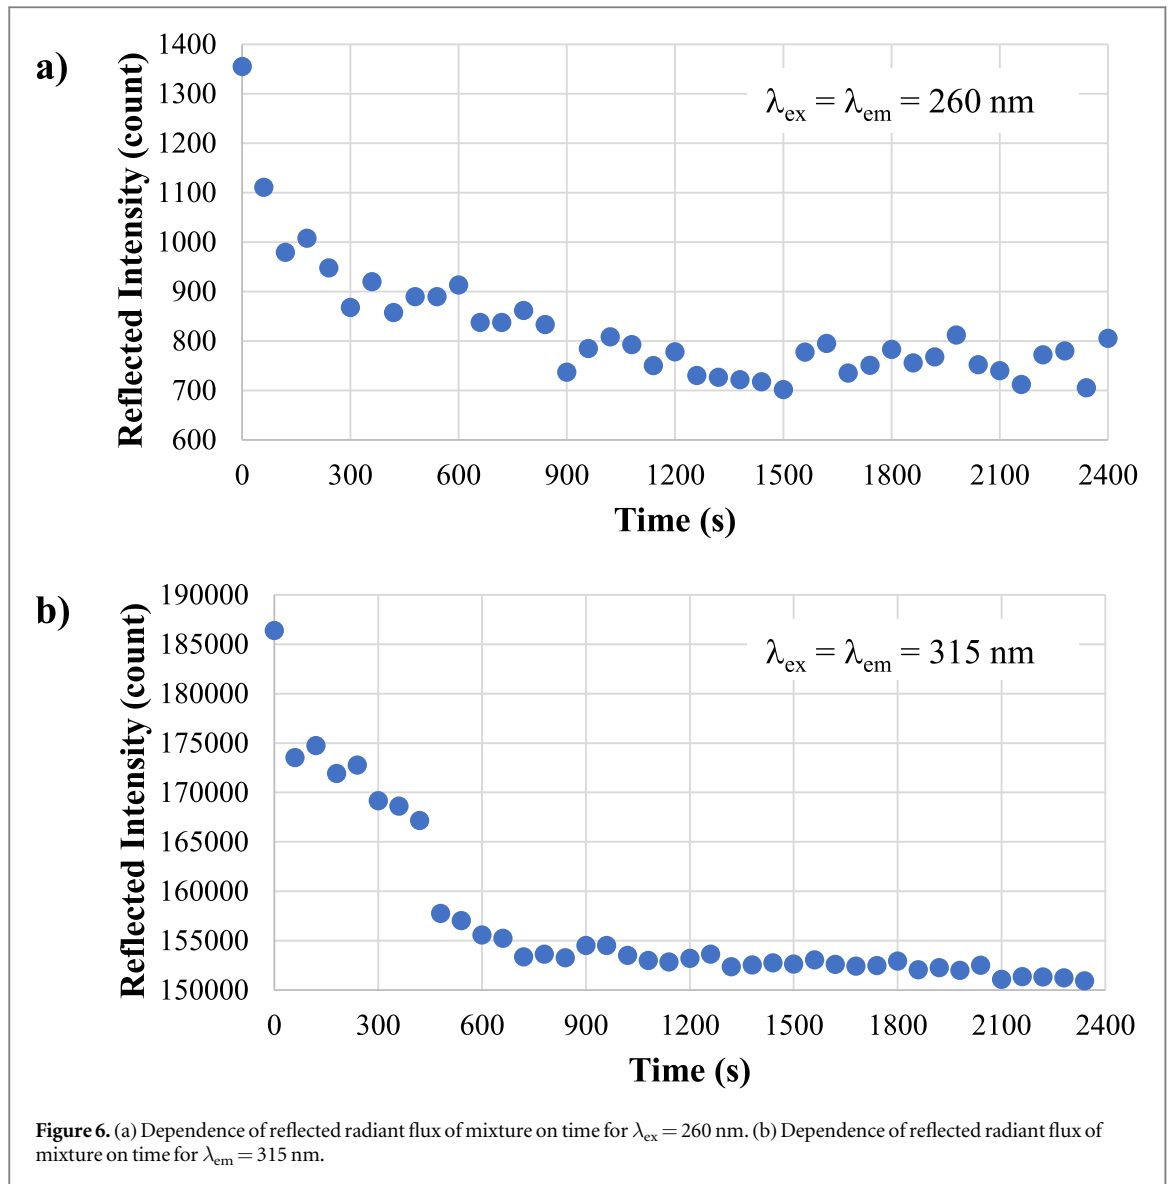 a)
Reflected Intensity (count)
1400
1300
1200
1100
1000
900
800
700
600
λex = λem = 260 nm
0 300 600 900 1200 1500 1800 2100 2400
Time (s)
b)
Reflected Intensity (count)
190000
185000
180000
175000
170000
165000
160000
155000
150000
λex = λem = 315 nm
0 300 600 900 1200 1500 1800 2100 2400
Time (s)
Figure 6. (a) Dependence of reflected radiant flux of mixture on time for λex = 260 nm. (b) Dependence of reflected radiant flux of
mixture on time for λem = 315 nm.